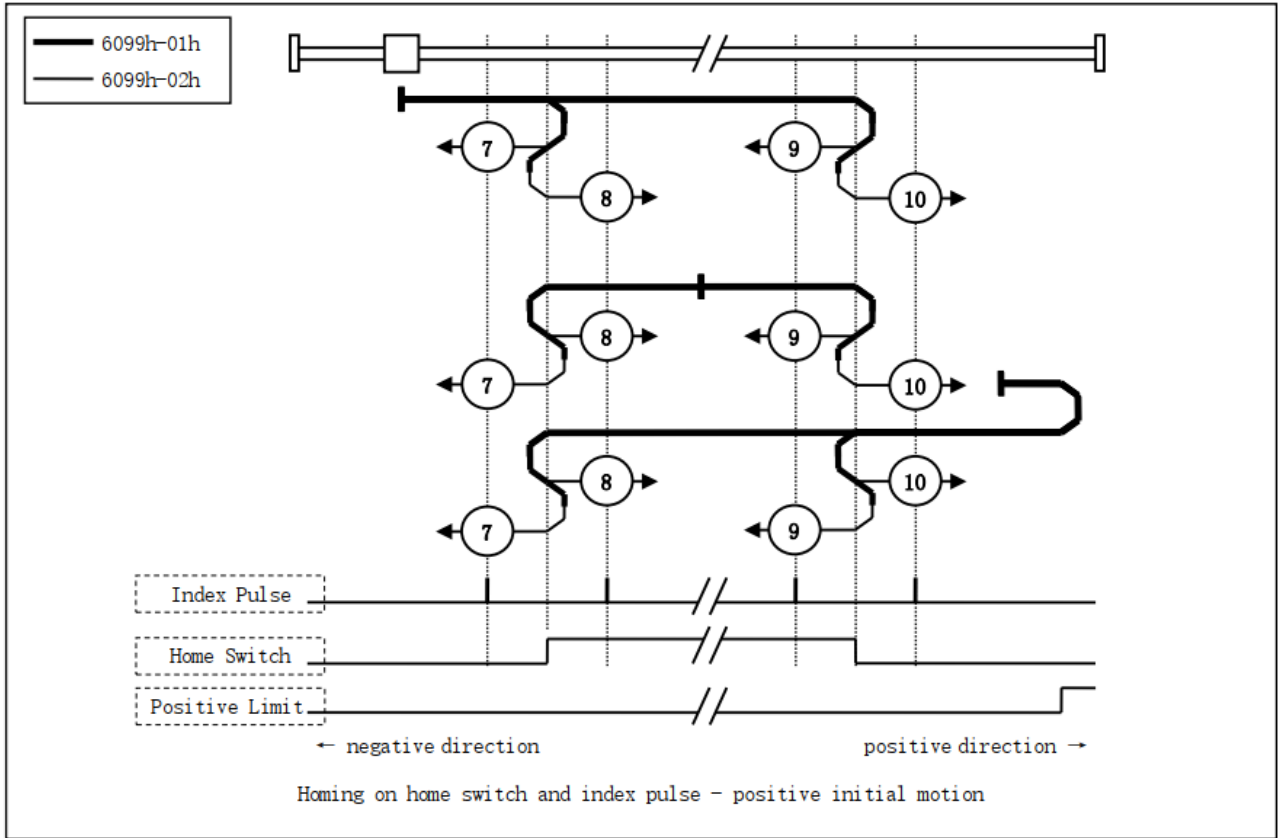 6099h-01h
6099h-02h
7
9
8
10
8
9
7
10
8
10
7
9
Index Pulse
Home Switch
Positive Limit
← negative direction
positive direction →
Homing on home switch and index pulse - positive initial motion